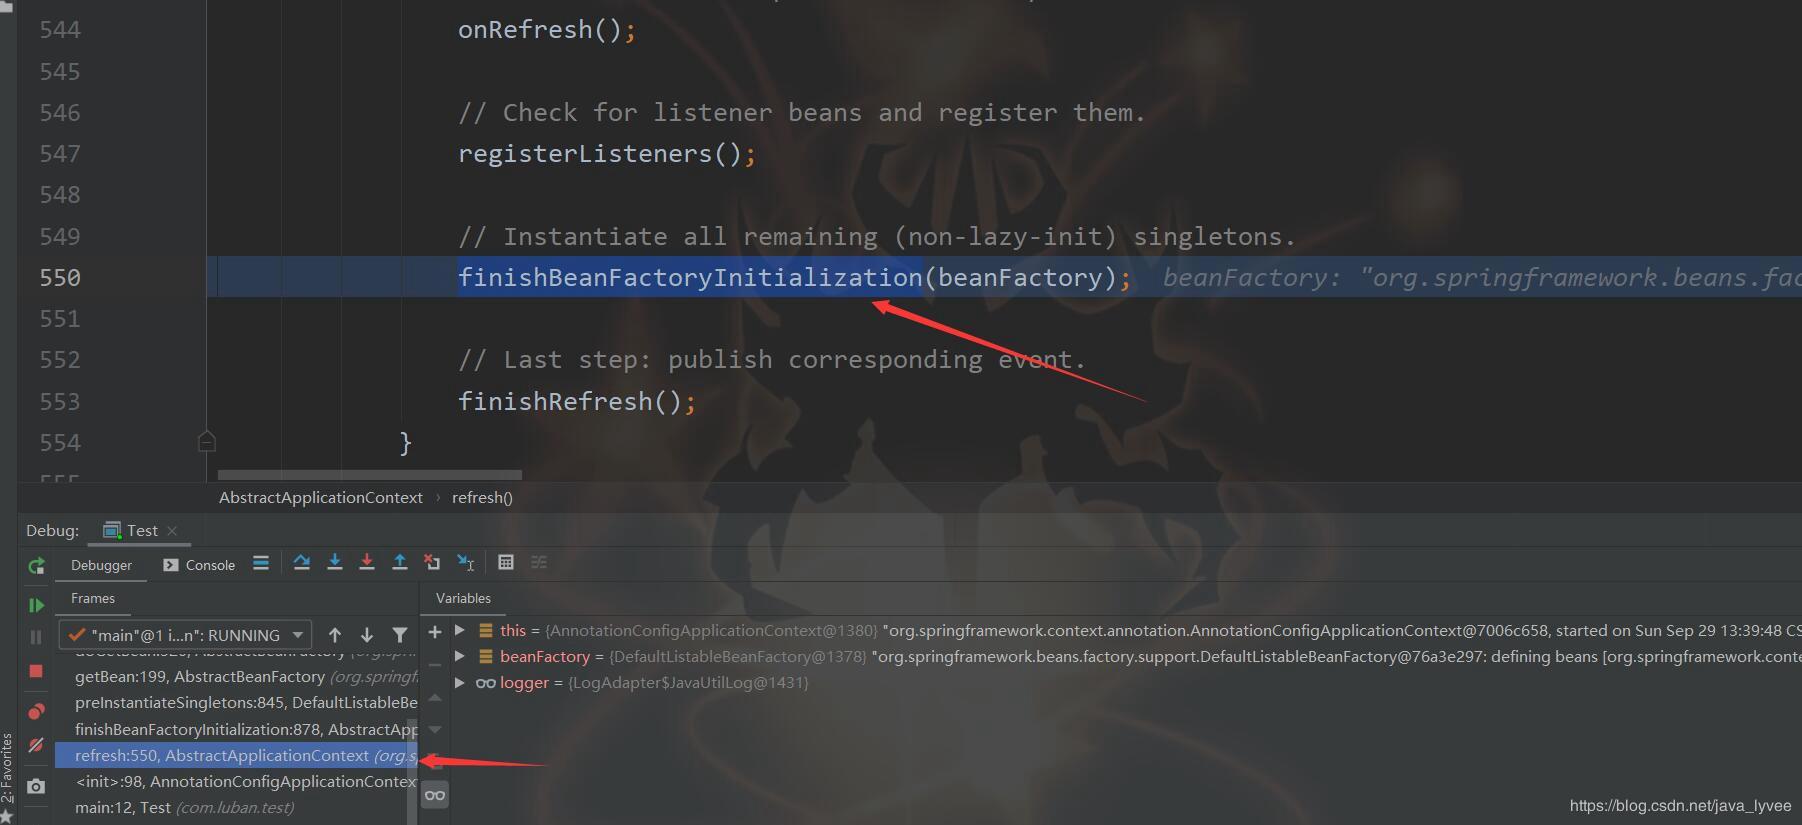 544 onRefresh();
545
546 // Check for listener beans and register them.
547 registerListeners();
548
549 // Instantiate all remaining (non-lazy-init) singletons.
550 finishBeanFactoryInitialization(beanFactory); beanFactory: "org.springframework.beans.fac
551
552 // Last step: publish corresponding event.
553 finishRefresh();
554 }
AbstractApplicationContext › refresh()
Debug: Test
Debugger Console
Frames
Variables
"main"@1 i...n": RUNNING
getBean:199, AbstractBeanFactory (org.springf
preInstantiateSingletons:845, DefaultListableBe
finishBeanFactoryInitialization:878, AbstractApp
refresh:550, AbstractApplicationContext (org.s
<init>:98, AnnotationConfigApplicationContex
main:12, Test (com.luban.test)
this = {AnnotationConfigApplicationContext@1380} "org.springframework.context.annotation.AnnotationConfigApplicationContext@7006c658, started on Sun Sep 29 13:39:48 CS
beanFactory = {DefaultListableBeanFactory@1378} "org.springframework.beans.factory.support.DefaultListableBeanFactory@76a3e297: defining beans [org.springframework.conte
logger = {LogAdapter$JavaUtilLog@1431}
2: Favorites
https://blog.csdn.net/java_lyvee